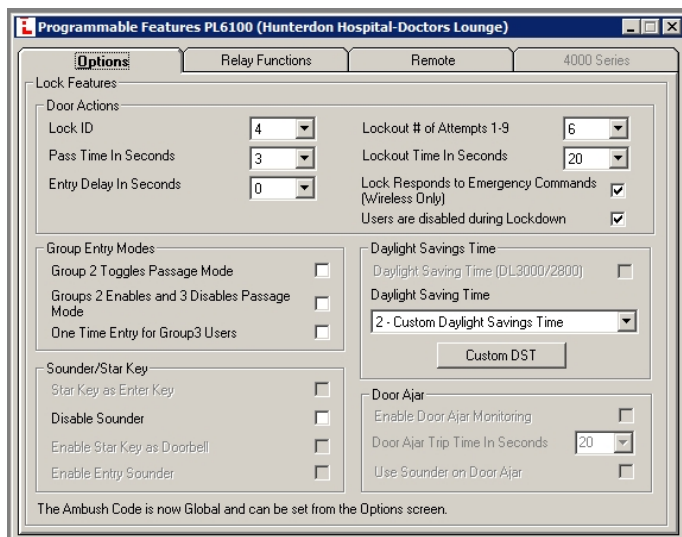 Programmable Features PL6100 (Hunterdon Hospital-Doctors Lounge)
Options
Relay Functions
Remote
4000 Series
Lock Features
Door Actions
Lock ID
4
Pass Time In Seconds
3
Entry Delay In Seconds
0
Lockout # of Attempts 1-9
6
Lockout Time In Seconds
20
Lock Responds to Emergency Commands
(Wireless Only)
Users are disabled during Lockdown
Group Entry Modes
Group 2 Toggles Passage Mode
Groups 2 Enables and 3 Disables Passage
Mode
One Time Entry for Group3 Users
Daylight Savings Time
Daylight Saving Time (DL3000/2800)
Daylight Saving Time
2 - Custom Daylight Savings Time
Custom DST
Sounder/Star Key
Star Key as Enter Key
Disable Sounder
Enable Star Key as Doorbell
Enable Entry Sounder
Door Ajar
Enable Door Ajar Monitoring
Door Ajar Trip Time In Seconds
20
Use Sounder on Door Ajar
The Ambush Code is now Global and can be set from the Options screen.